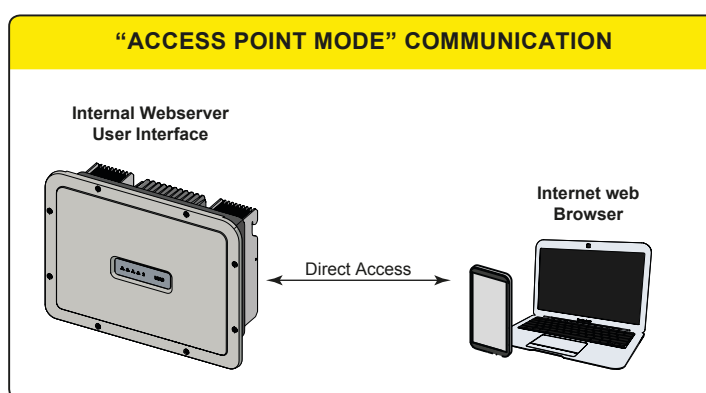 “ACCESS POINT MODE” COMMUNICATION
Internal Webserver
User Interface
Internet web
Browser
Direct Access